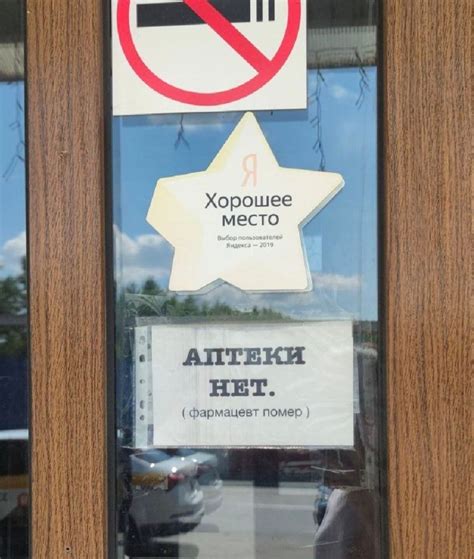 Я
Хорошее
место
Выбор пользователей
Яндекса — 2019
АПТЕКИ
НЕТ.
( фармацевт помер )